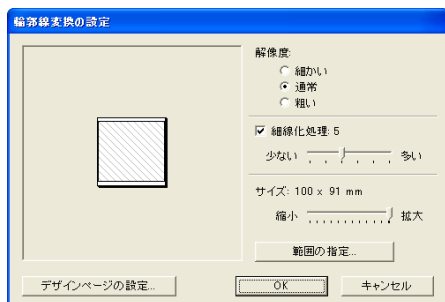 輪郭線変換の設定
解像度:
細かい
通常
粗い
細線化処理: 5
少ない 多い
サイズ: 100 x 91 mm
縮小 拡大
範囲の指定...
デザインページの設定... OK キャンセル